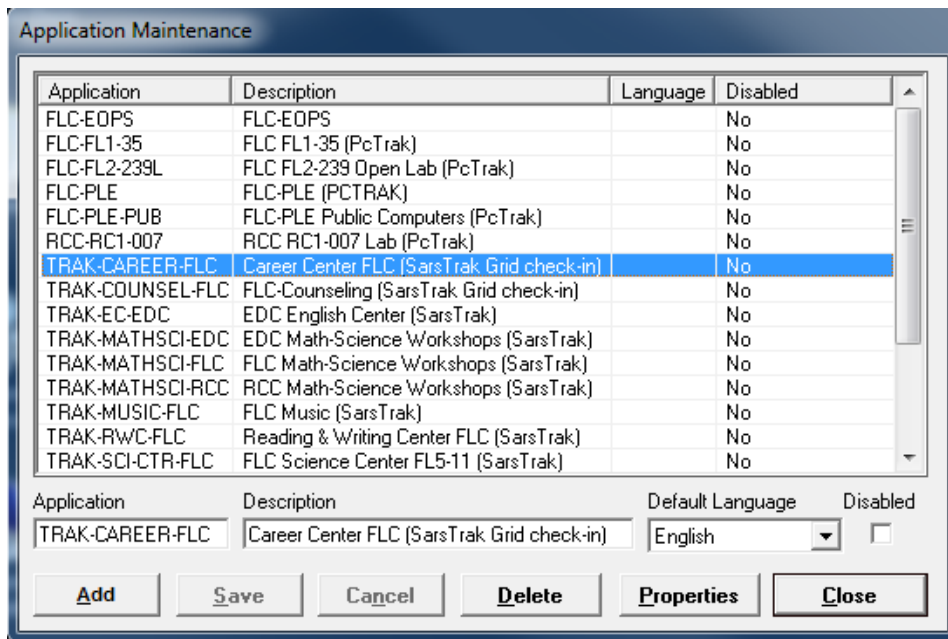 Application Maintenance
Application Description Language Disabled
FLC-EOPS FLC-EOPS No
FLC-FL1-35 FLC FL1-35 (PcTrak) No
FLC-FL2-239L FLC FL2-239 Open Lab (PcTrak) No
FLC-PLE FLC-PLE (PCTRAK) No
FLC-PLE-PUB FLC-PLE Public Computers (PcTrak) No
RCC-RC1-007 RCC RC1-007 Lab (PcTrak) No
TRAK-CAREER-FLC Career Center FLC (SarsTrak Grid check-in) No
TRAK-COUNSEL-FLC FLC-Counseling (SarsTrak Grid check-in) No
TRAK-EC-EDC EDC English Center (SarsTrak) No
TRAK-MATHSCI-EDC EDC Math-Science Workshops (SarsTrak) No
TRAK-MATHSCI-FLC FLC Math-Science Workshops (SarsTrak) No
TRAK-MATHSCI-RCC RCC Math-Science Workshops (SarsTrak) No
TRAK-MUSIC-FLC FLC Music (SarsTrak) No
TRAK-RWC-FLC Reading & Writing Center FLC (SarsTrak) No
TRAK-SCI-CTR-FLC FLC Science Center FL5-11 (SarsTrak) No
Application Description Default Language Disabled
TRAK-CAREER-FLC Career Center FLC (SarsTrak Grid check-in) English
Add Save Cancel Delete Properties Close